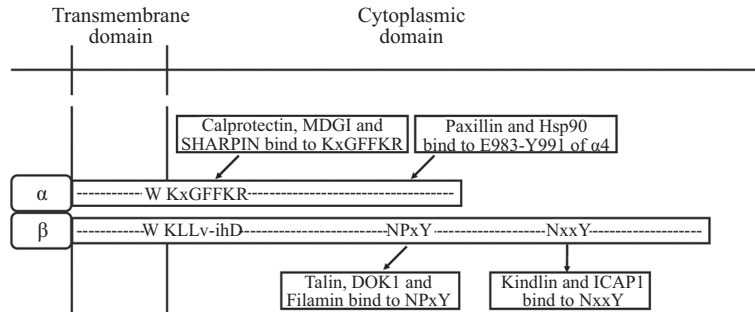 Transmembrane
domain
Cytoplasmic
domain
Calprotectin, MDGI and
SHARPIN bind to KxGFFKR
Paxillin and Hsp90
bind to E983-Y991 of α4
α
W KxGFFKR
β
W KLLv-ihD
NPxY
NxxY
Talin, DOK1 and
Filamin bind to NPxY
Kindlin and ICAP1
bind to NxxY